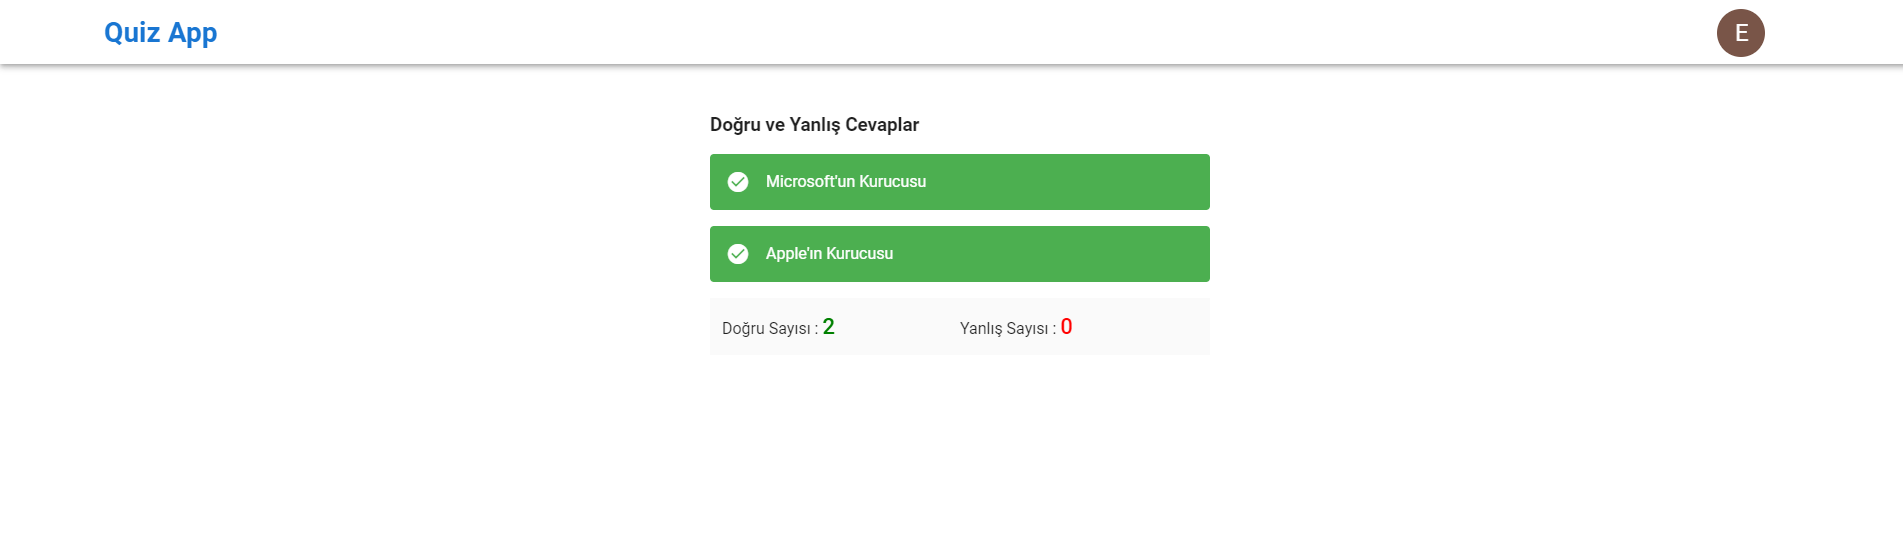 Quiz App
E
Doğru ve Yanlış Cevaplar
Microsoft'un Kurucusu
Apple'ın Kurucusu
Doğru Sayısı : 2 Yanlış Sayısı : 0